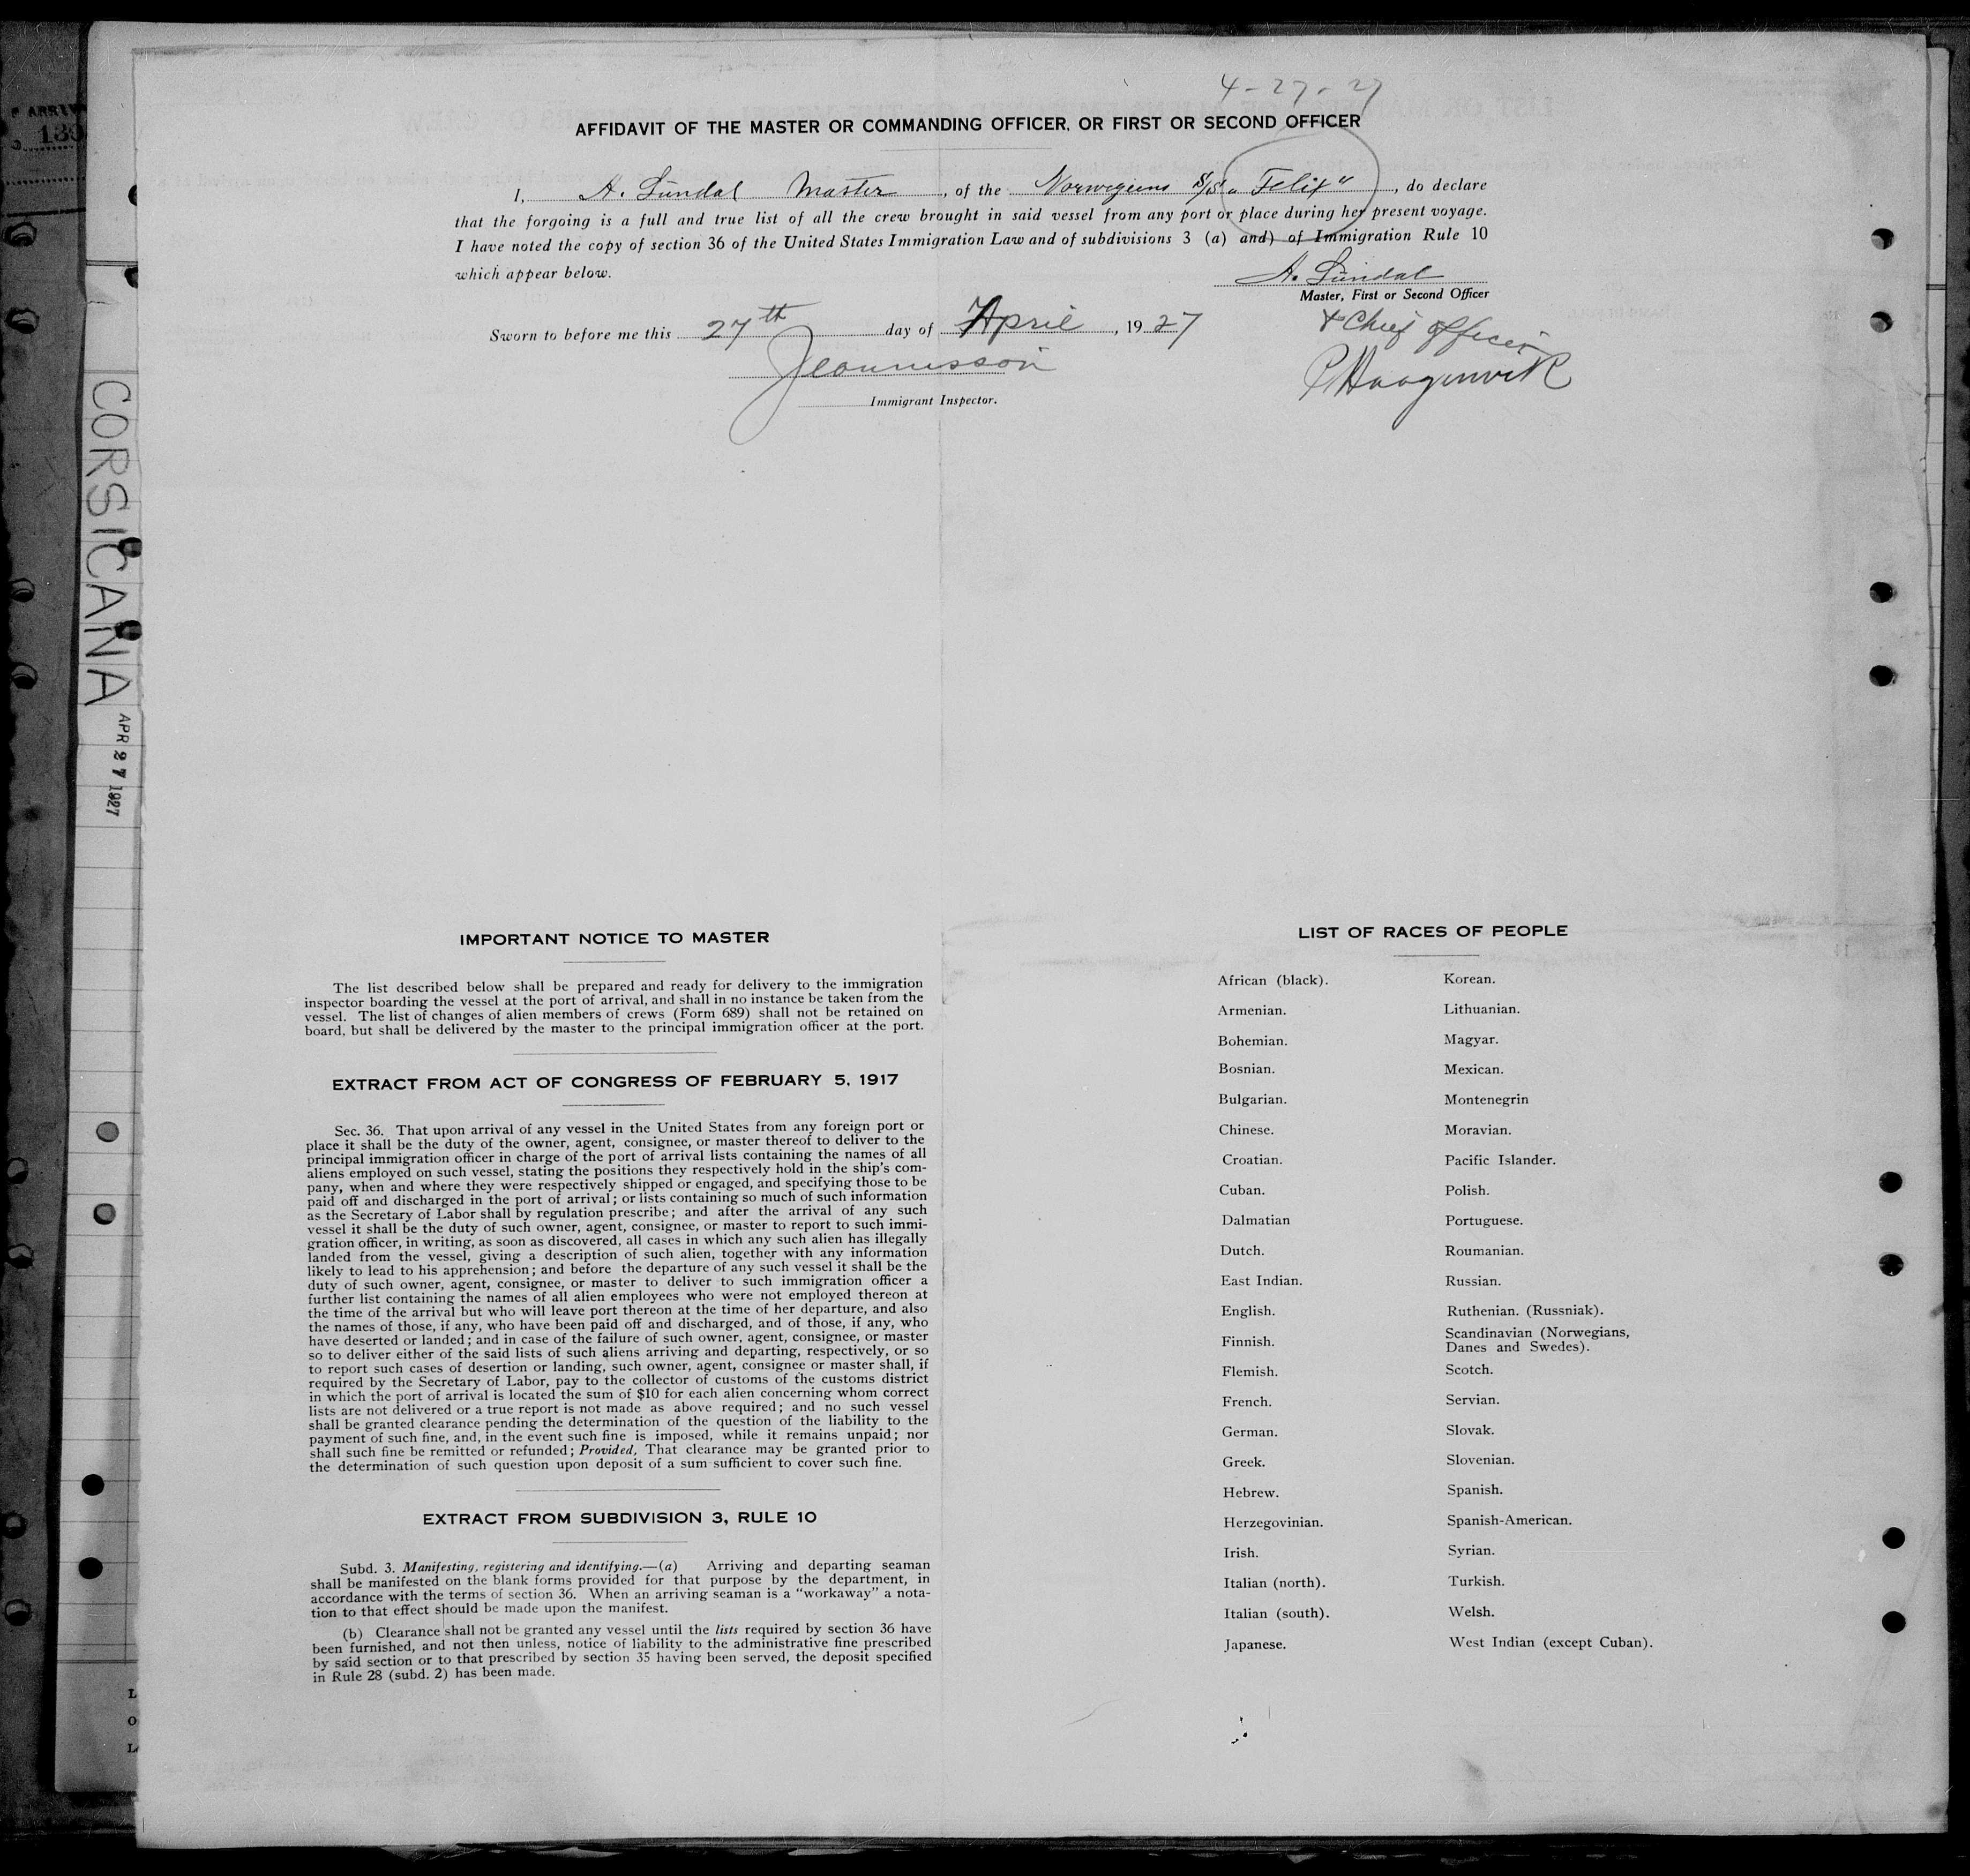 4-27-27
AFFIDAVIT OF THE MASTER OR COMMANDING OFFICER, OR FIRST OR SECOND OFFICER
I, A. Lündal Master, of the Norwegiens S/S „Felix“, do declare
that the forgoing is a full and true list of all the crew brought in said vessel from any port or place during her present voyage.
I have noted the copy of section 36 of the United States Immigration Law and of subdivisions 3 (a) and) of Immigration Rule 10
which appear below.
A. Lündal
Master, First or Second Officer
Sworn to before me this 27th day of April, 1927
& Chief Officer
Immigrant Inspector.
CORSICANA
APR 27 1927
P ARRIV
IMPORTANT NOTICE TO MASTER
The list described below shall be prepared and ready for delivery to the immigration
inspector boarding the vessel at the port of arrival, and shall in no instance be taken from the
vessel. The list of changes of alien members of crews (Form 689) shall not be retained on
board, but shall be delivered by the master to the principal immigration officer at the port.
EXTRACT FROM ACT OF CONGRESS OF FEBRUARY 5, 1917
Sec. 36. That upon arrival of any vessel in the United States from any foreign port or
place it shall be the duty of the owner, agent, consignee, or master thereof to deliver to the
principal immigration officer in charge of the port of arrival lists containing the names of all
aliens employed on such vessel, stating the positions they respectively hold in the ship's com-
pany, when and where they were respectively shipped or engaged, and specifying those to be
paid off and discharged in the port of arrival; or lists containing so much of such information
as the Secretary of Labor shall by regulation prescribe; and after the arrival of any such
vessel it shall be the duty of such owner, agent, consignee, or master to report to such immi-
gration officer, in writing, as soon as discovered, all cases in which any such alien has illegally
landed from the vessel, giving a description of such alien, together with any information
likely to lead to his apprehension; and before the departure of any such vessel it shall be the
duty of such owner, agent, consignee, or master to deliver to such immigration officer a
further list containing the names of all alien employees who were not employed thereon at
the time of the arrival but who will leave port thereon at the time of her departure, and also
the names of those, if any, who have been paid off and discharged, and of those, if any, who
have deserted or landed; and in case of the failure of such owner, agent, consignee, or master
so to deliver either of the said lists of such aliens arriving and departing, respectively, or so
to report such cases of desertion or landing, such owner, agent, consignee or master shall, if
required by the Secretary of Labor, pay to the collector of customs of the customs district
in which the port of arrival is located the sum of $10 for each alien concerning whom correct
lists are not delivered or a true report is not made as above required; and no such vessel
shall be granted clearance pending the determination of the question of the liability to the
payment of such fine, and, in the event such fine is imposed, while it remains unpaid; nor
shall such fine be remitted or refunded; Provided, That clearance may be granted prior to
the determination of such question upon deposit of a sum sufficient to cover such fine.
EXTRACT FROM SUBDIVISION 3, RULE 10
Subd. 3. Manifesting, registering and identifying.—(a) Arriving and departing seaman
shall be manifested on the blank forms provided for that purpose by the department, in
accordance with the terms of section 36. When an arriving seaman is a "workaway" a nota-
tion to that effect should be made upon the manifest.
(b) Clearance shall not be granted any vessel until the lists required by section 36 have
been furnished, and not then unless, notice of liability to the administrative fine prescribed
by said section or to that prescribed by section 35 having been served, the deposit specified
in Rule 28 (subd. 2) has been made.
LIST OF RACES OF PEOPLE
African (black).
Armenian.
Bohemian.
Bosnian.
Bulgarian.
Chinese.
Croatian.
Cuban.
Dalmatian
Dutch.
East Indian.
English.
Finnish.
Flemish.
French.
German.
Greek.
Hebrew.
Herzegovinian.
Irish.
Italian (north).
Italian (south).
Japanese.
Korean.
Lithuanian.
Magyar.
Mexican.
Montenegrin
Moravian.
Pacific Islander.
Polish.
Portuguese.
Roumanian.
Russian.
Ruthenian. (Russniak).
Scandinavian (Norwegians,
Danes and Swedes).
Scotch.
Servian.
Slovak.
Slovenian.
Spanish.
Spanish-American.
Syrian.
Turkish.
Welsh.
West Indian (except Cuban).